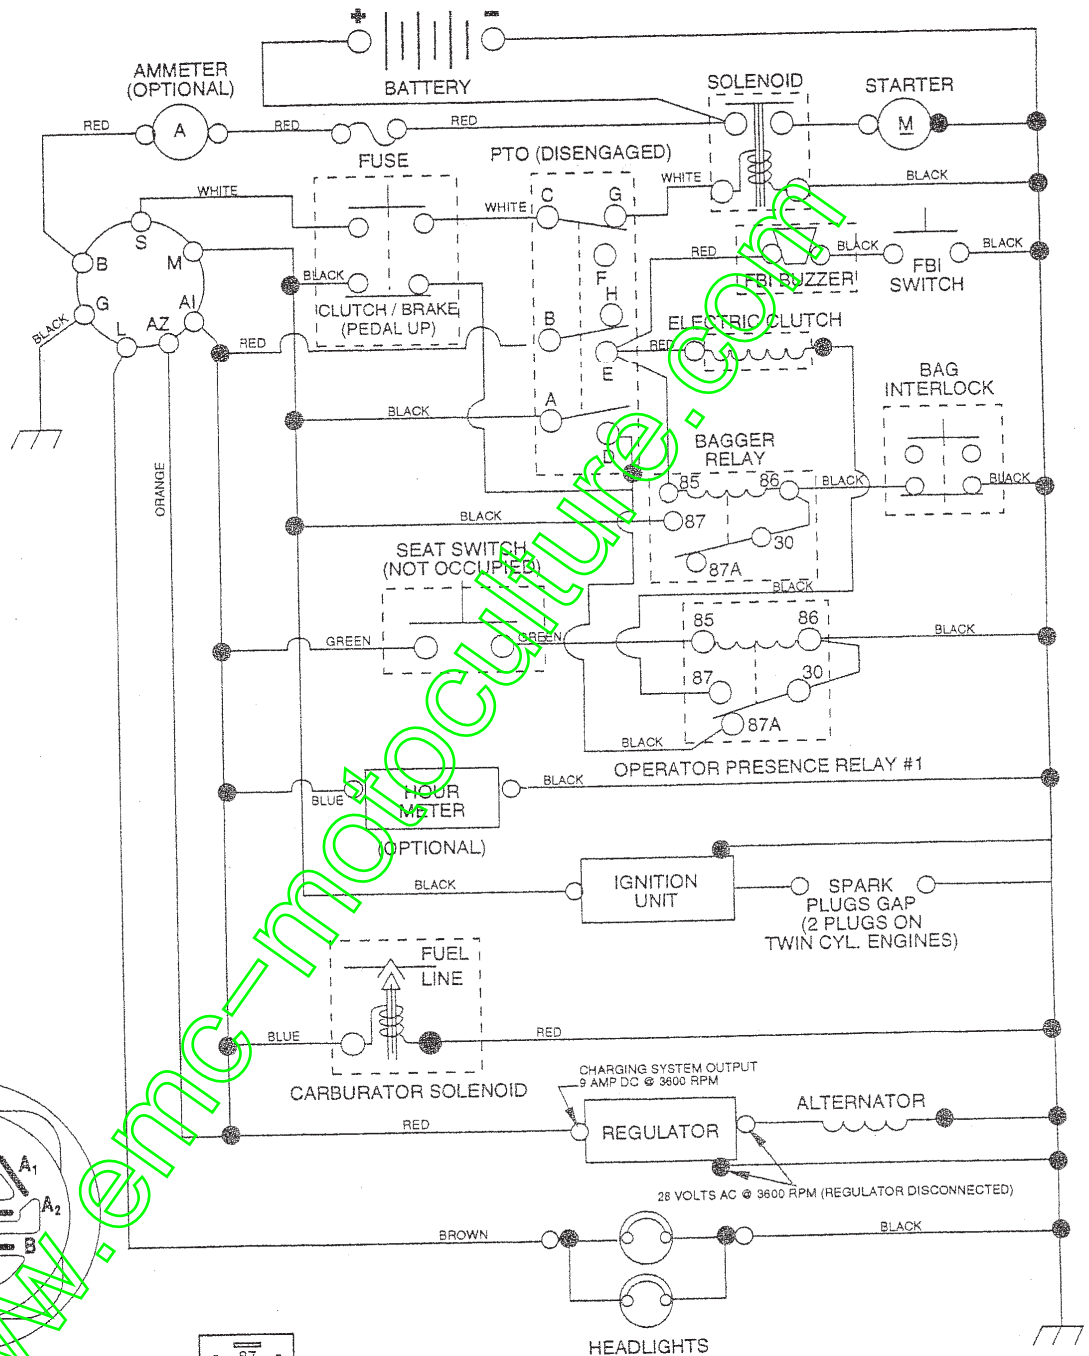 +
-
BATTERY
AMMETER
(OPTIONAL)
SOLENOID
STARTER
RED
A
RED
RED
M
FUSE
PTO (DISENGAGED)
WHITE
WHITE
C
G
WHITE
BLACK
S
B
M
F
RED
BLACK
BLACK
FBI BUZZER
FBI
SWITCH
BLACK
H
G
AI
CLUTCH / BRAKE
(PEDAL UP)
B
ELECTRIC CLUTCH
BLACK
L
AZ
RED
RED
E
BAG
INTERLOCK
A
BLACK
D
BAGGER
RELAY
ORANGE
85
86
BLACK
BLACK
BLACK
87
30
87A
SEAT SWITCH
(NOT OCCUPIED)
BLACK
85
86
GREEN
GREEN
BLACK
87
30
87A
BLACK
OPERATOR PRESENCE RELAY #1
BLUE
HOUR
METER
BLACK
(OPTIONAL)
BLACK
IGNITION
UNIT
SPARK
PLUGS GAP
(2 PLUGS ON
TWIN CYL. ENGINES)
FUEL
LINE
BLUE
RED
CARBURATOR SOLENOID
CHARGING SYSTEM OUTPUT
9 AMP DC @ 3600 RPM
RED
REGULATOR
ALTERNATOR
28 VOLTS AC @ 3600 RPM (REGULATOR DISCONNECTED)
A1
A2
B
BROWN
BLACK
HEADLIGHTS
87
w.emc-motoculture.com